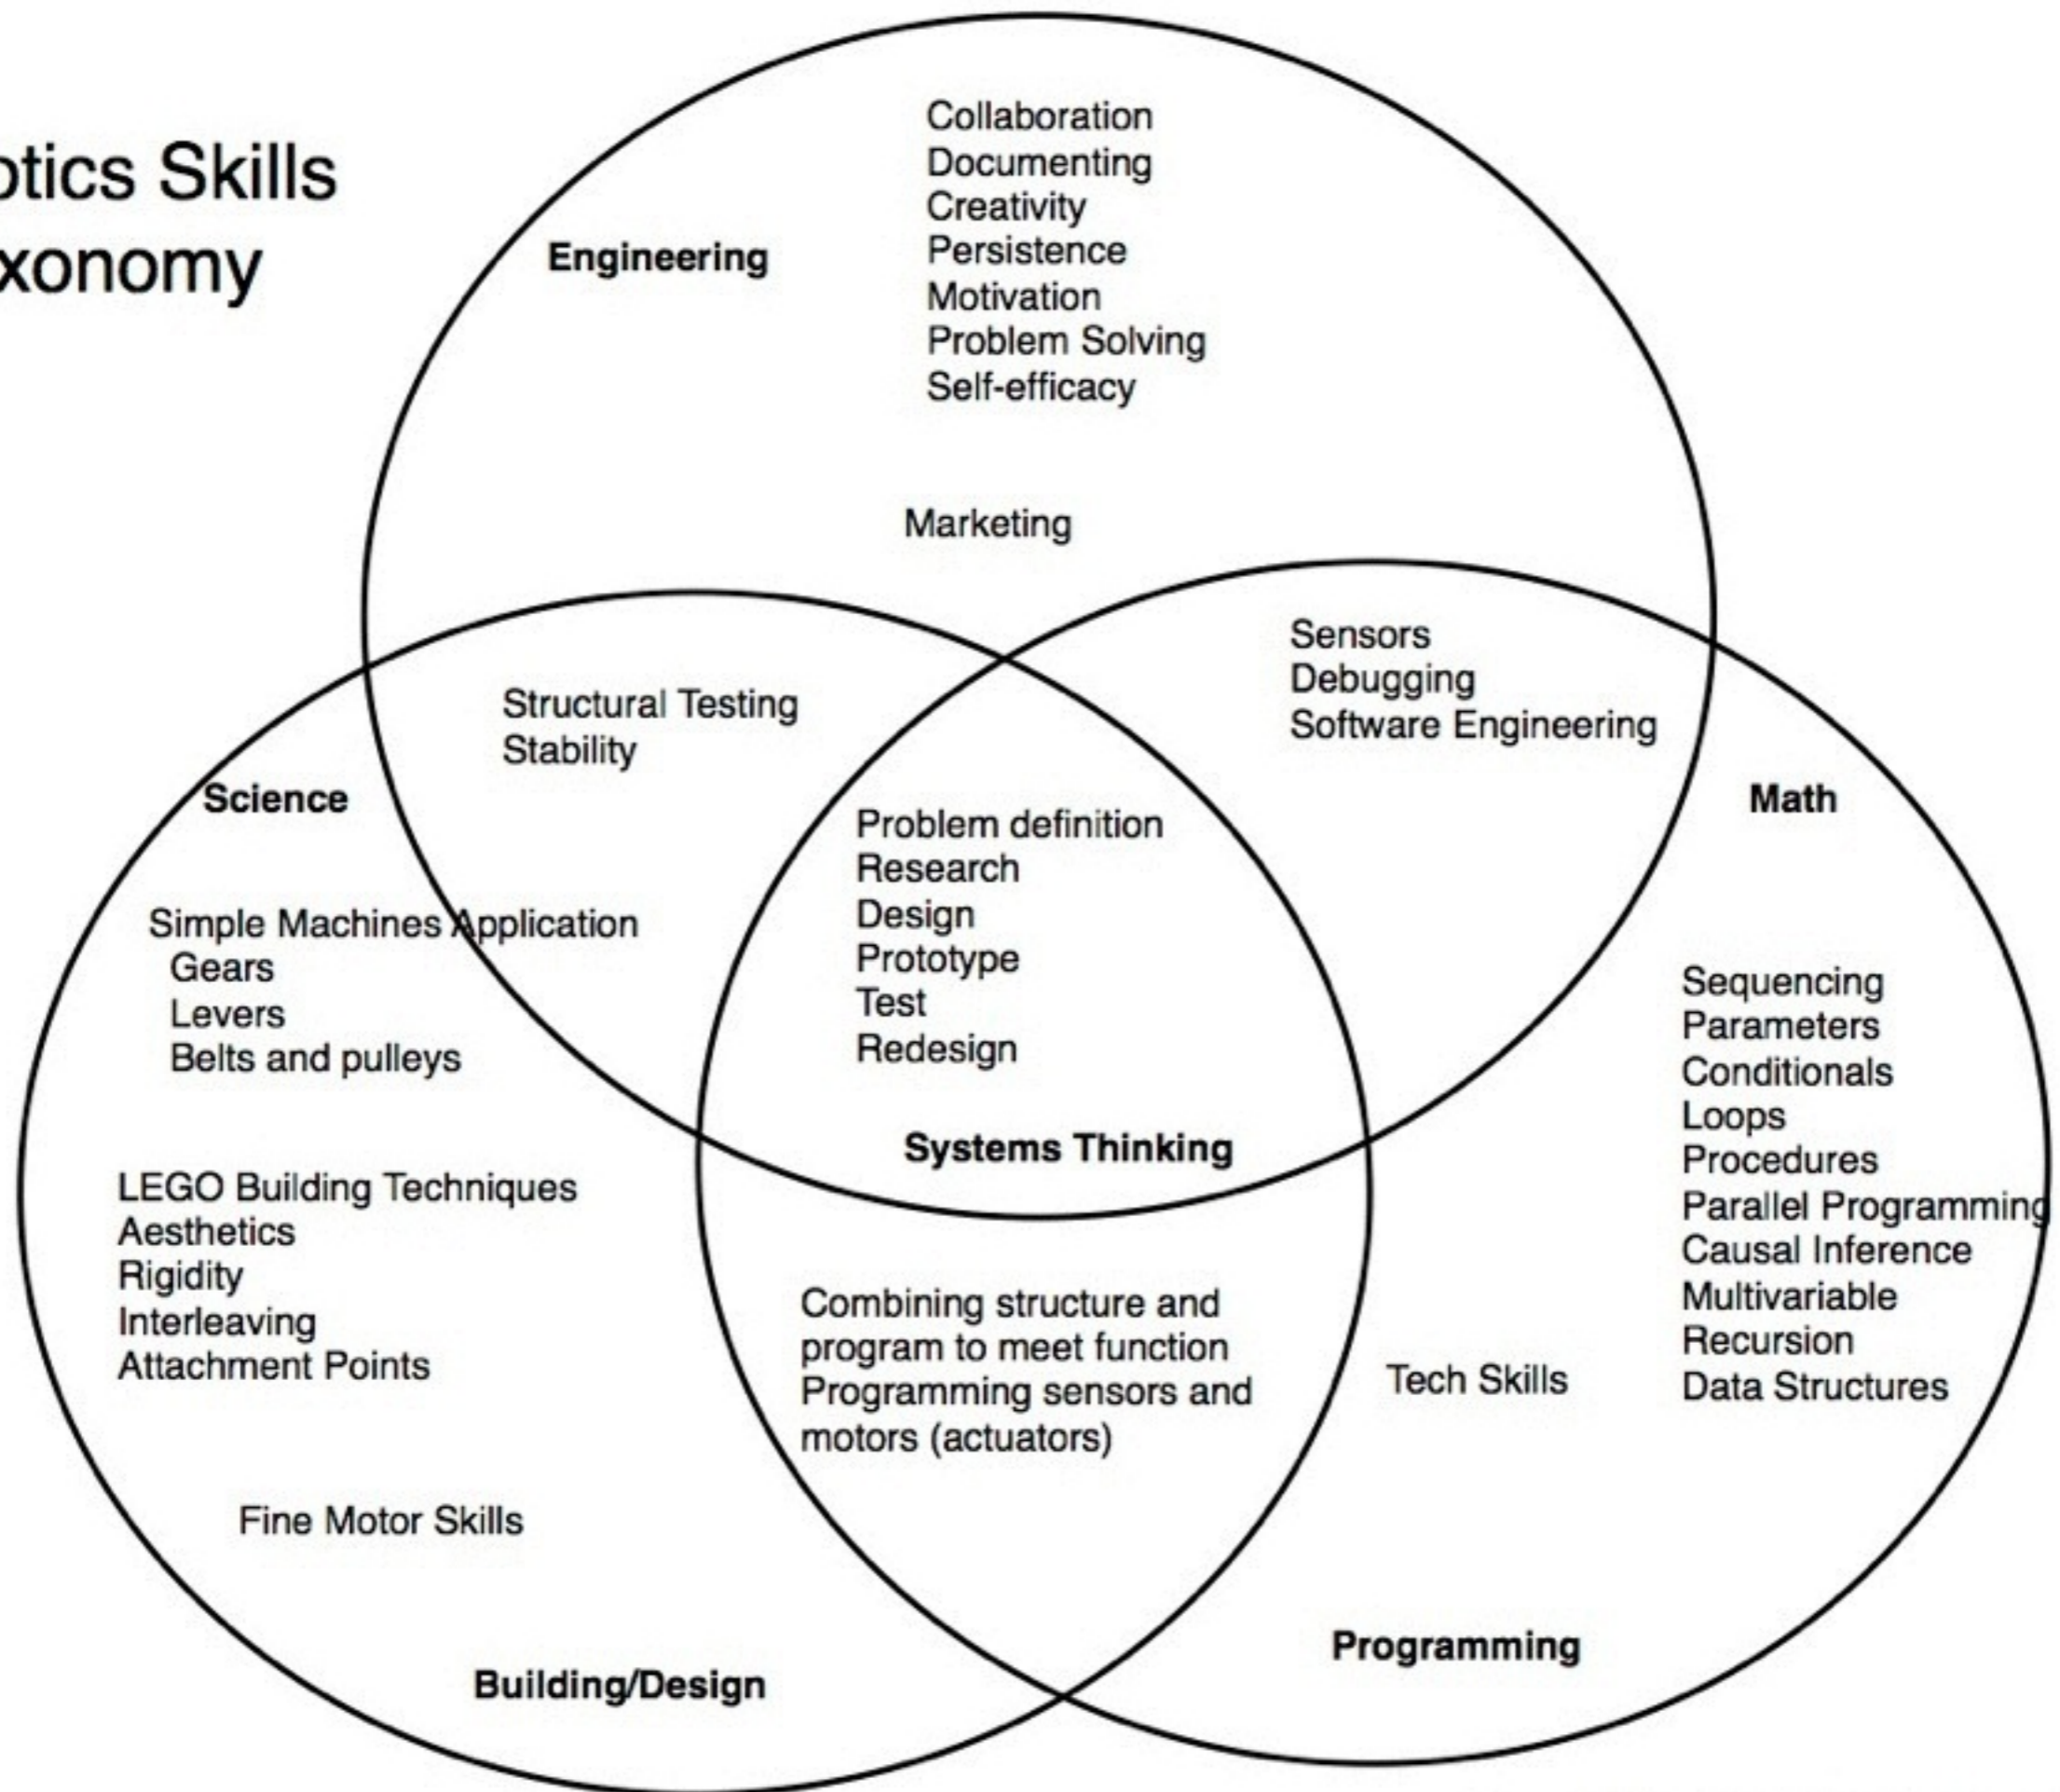 otics Skills
xonomy
Engineering
Collaboration
Documenting
Creativity
Persistence
Motivation
Problem Solving
Self-efficacy
Marketing
Structural Testing
Stability
Sensors
Debugging
Software Engineering
Science
Math
Simple Machines Application
Gears
Levers
Belts and pulleys
Problem definition
Research
Design
Prototype
Test
Redesign
Systems Thinking
LEGO Building Techniques
Aesthetics
Rigidity
Interleaving
Attachment Points
Fine Motor Skills
Combining structure and
program to meet function
Programming sensors and
motors (actuators)
Tech Skills
Sequencing
Parameters
Conditionals
Loops
Procedures
Parallel Programming
Causal Inference
Multivariable
Recursion
Data Structures
Building/Design
Programming